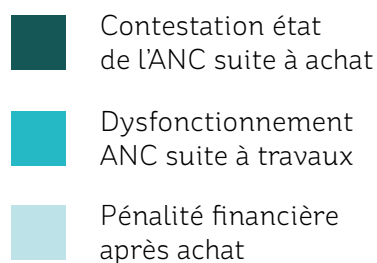 Contestation état
de l'ANC suite à achat
Dysfonctionnement
ANC suite à travaux
Pénalité financière
après achat